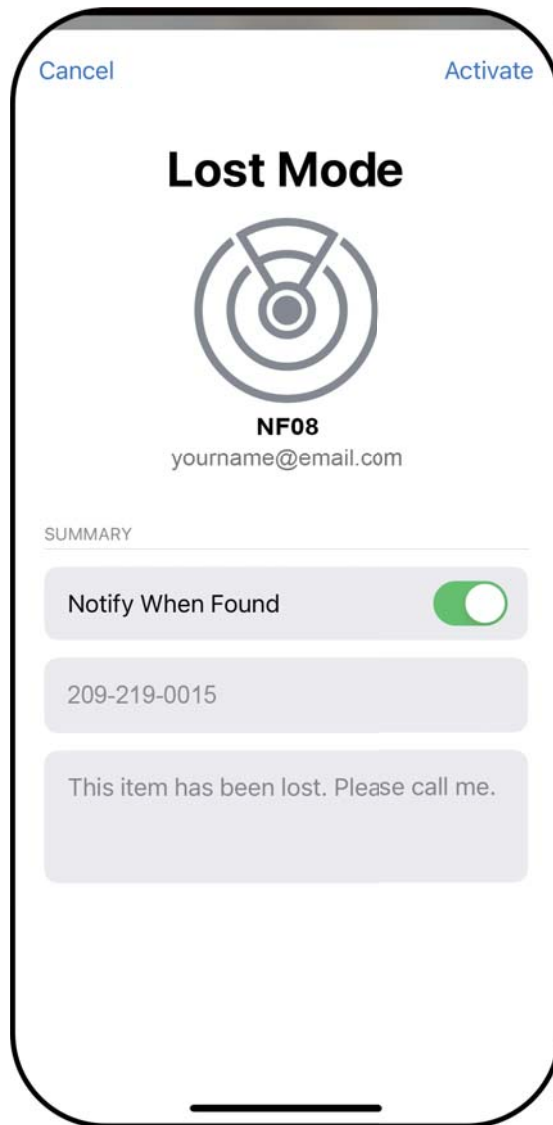 Cancel
Activate
Lost Mode
NF08
yourname@email.com
SUMMARY
Notify When Found
209-219-0015
This item has been lost. Please call me.